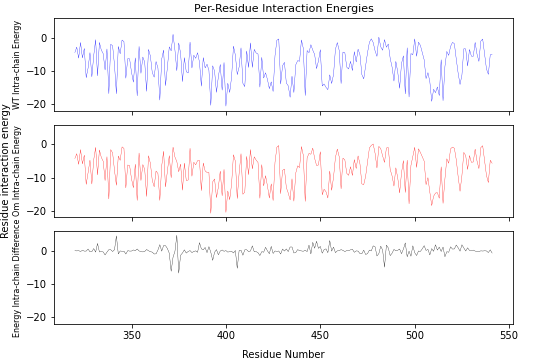 Per-Residue Interaction Energies
Residue interaction energy
WT Intra-chain Energy
0
−10
−20
Om Intra-chain Energy
0
−10
−20
Energy Intra-chain Difference
0
−10
−20
350
400
450
500
550
Residue Number